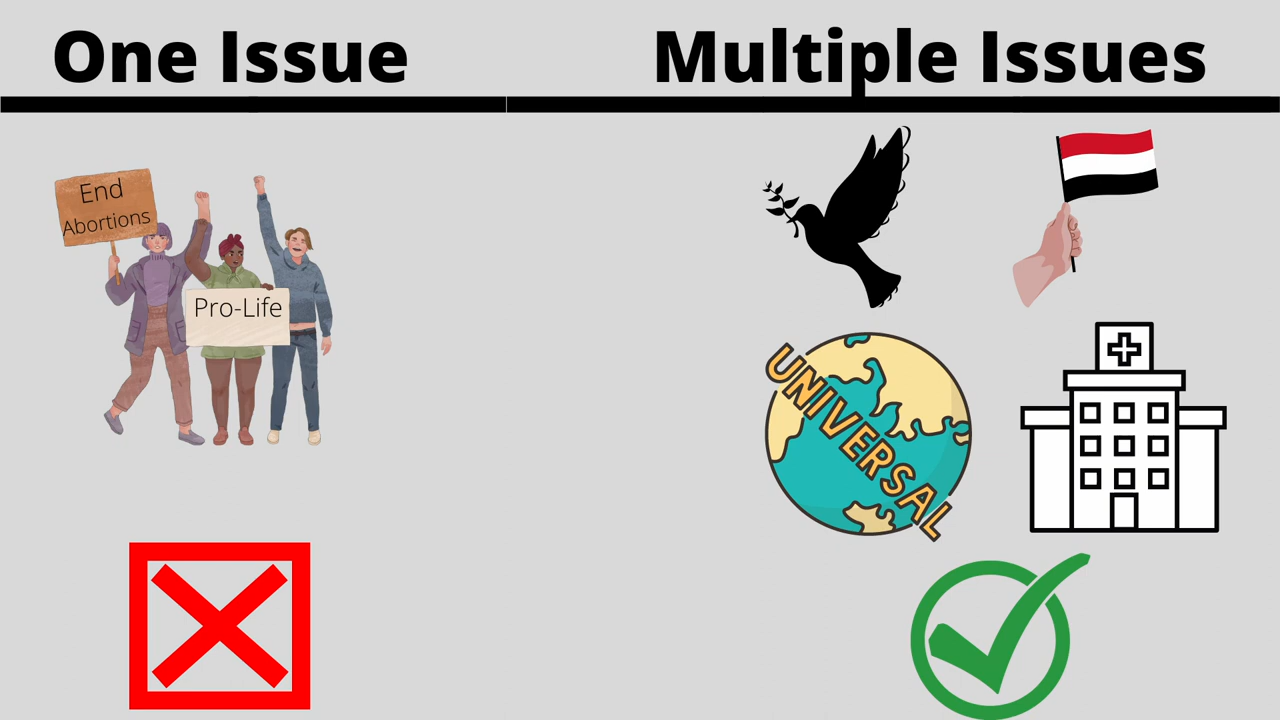 One Issue
Multiple Issues
End
Abortions
Pro-Life
UNIVERSAL